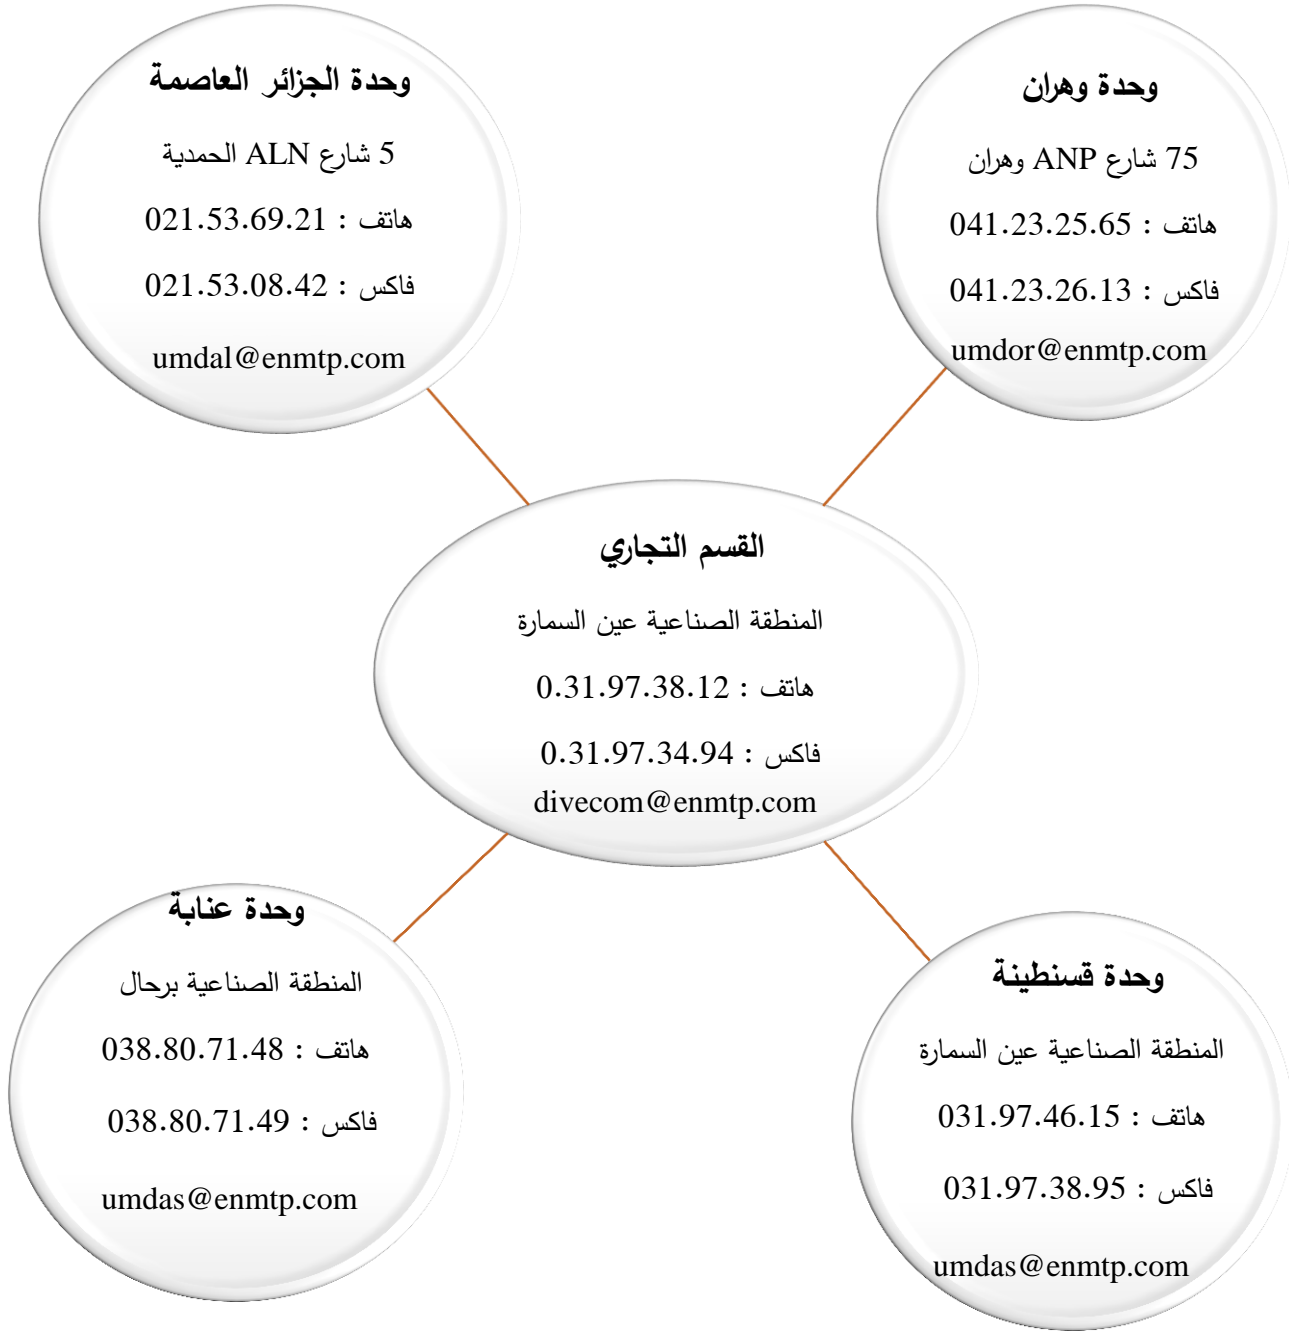 وحدة وهران
75 شارع ANP وهران
هاتف : 041.23.25.65
فاكس : 041.23.26.13
umdor@enmtp.com
وحدة الجزائر العاصمة
5 شارع ALN الحمدية
هاتف : 021.53.69.21
فاكس : 021.53.08.42
umdal@enmtp.com
القسم التجاري
المنطقة الصناعية عين السمارة
هاتف : 0.31.97.38.12
فاكس : 0.31.97.34.94
divecom@enmtp.com
وحدة قسنطينة
المنطقة الصناعية عين السمارة
هاتف : 031.97.46.15
فاكس : 031.97.38.95
umdas@enmtp.com
وحدة عنابة
المنطقة الصناعية برحال
هاتف : 038.80.71.48
فاكس : 038.80.71.49
umdas@enmtp.com